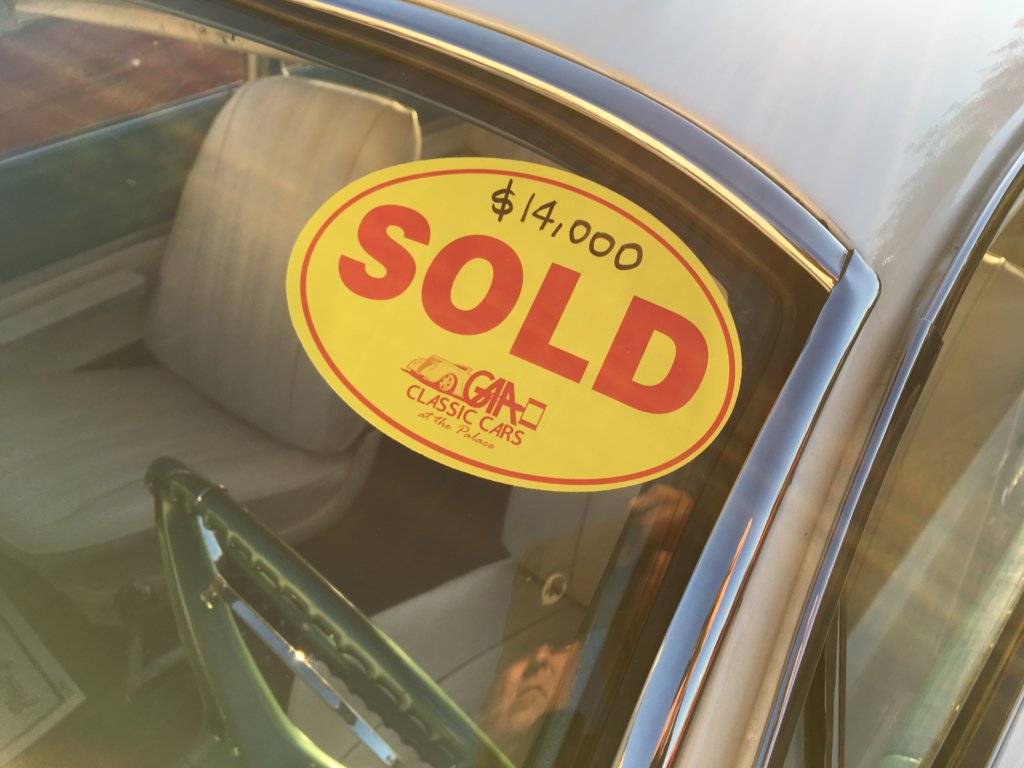 $14,000
SOLD
GAA
CLASSIC CARS
at the Palace